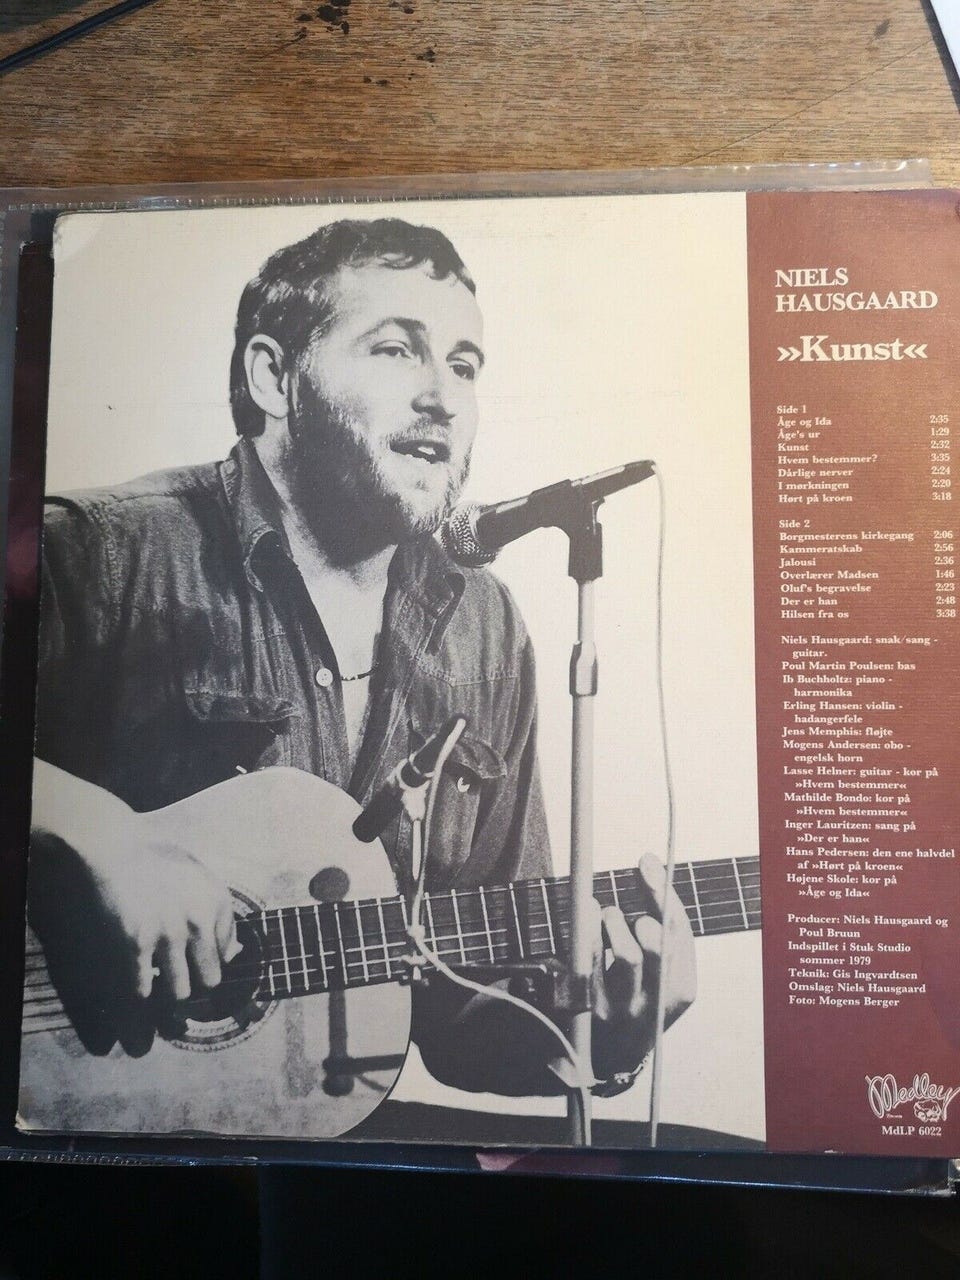 NIELS
HAUSGAARD
»Kunst«
Side 1
Åge og Ida 2:35
Åge's ur 1:29
Kunst 2:32
Hvem bestemmer? 3:35
Dårlige nerver 2:24
I mørkningen 2:20
Hørt på kroen 3:18
Side 2
Borgmesterens kirkegang 2:06
Kammeratskab 2:56
Jalousi 2:36
Overlærer Madsen 1:46
Oluf's begravelse 2:23
Der er han 2:48
Hilsen fra os 3:38
Niels Hausgaard: snak/sang -
guitar.
Poul Martin Poulsen: bas
Ib Buchholtz: piano -
harmonika
Erling Hansen: violin -
hadangerfele
Jens Memphis: fløjte
Mogens Andersen: obo -
engelsk horn
Lasse Helner: guitar - kor på
»Hvem bestemmer«
Mathilde Bondo: kor på
»Hvem bestemmer«
Inger Lauritzen: sang på
»Der er han«
Hans Pedersen: den ene halvdel
af »Hørt på kroen«
Højene Skole: kor på
»Åge og Ida«
Producer: Niels Hausgaard og
Poul Bruun
Indspillet i Stuk Studio
sommer 1979
Teknik: Gis Ingvardtsen
Omslag: Niels Hausgaard
Foto: Mogens Berger
Medley
MdLP 6022